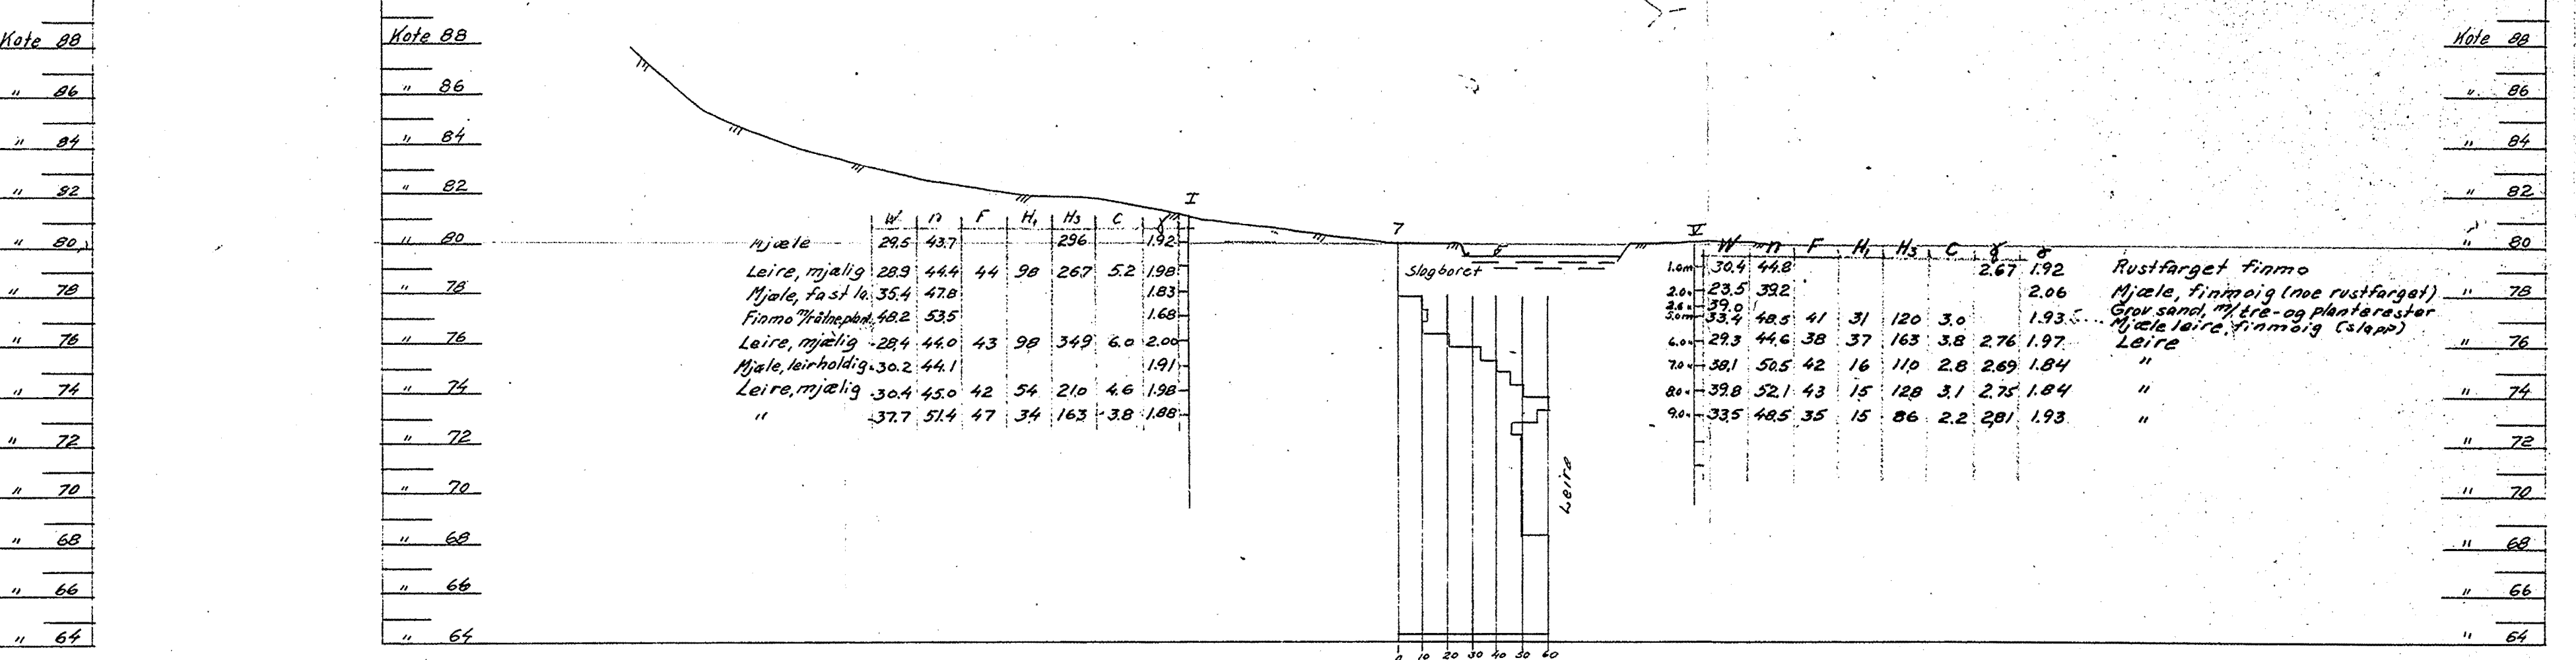 Kote 88
" 86
" 84
" 82
" 80
" 78
" 76
" 74
" 72
" 70
" 68
" 66
" 64
Kote 88
" 86
" 84
" 82
" 80
" 78
" 76
" 74
" 72
" 70
" 68
" 66
" 64
I
W n F H₁ H₃ C γ
Mjæle 29.5 43.7 296 1.92
Leire, mjælig 28.9 44.4 44 98 267 5.2 1.98
Mjæle, fast la. 35.4 47.8 1.83
Finmo m/råtne plant. 48.2 53.5 1.68
Leire, mjælig 28.4 44.0 43 98 349 6.0 2.00
Mjæle, leirholdig 30.2 44.1 1.91
Leire, mjælig 30.4 45.0 42 54 210 4.6 1.98
" 37.7 51.4 47 34 163 3.8 1.88
7
Slagboret
Leire
0 10 20 30 40 50 60
V
W n F H₁ H₃ C γ γ
1.0m 30.4 44.8 2.67 1.92 Rustfarget finmo
2.0 " 23.5 39.2 2.06 Mjæle, finmoig (noe rustfarget)
39.0 Grov sand, m/tre- og planterester
5.0m 33.4 48.5 41 31 120 3.0 1.93 Mjæle leire, finmoig (slapp)
6.0 " 29.3 44.6 38 37 163 3.8 2.76 1.97 Leire
7.0 " 38.1 50.5 42 16 110 2.8 2.69 1.84 "
8.0 " 39.8 52.1 43 15 128 3.1 2.75 1.84 "
9.0 " 33.5 48.5 35 15 86 2.2 2.81 1.93 "
Kote 88
" 86
" 84
" 82
" 80
" 78
" 76
" 74
" 72
" 70
" 68
" 66
" 64